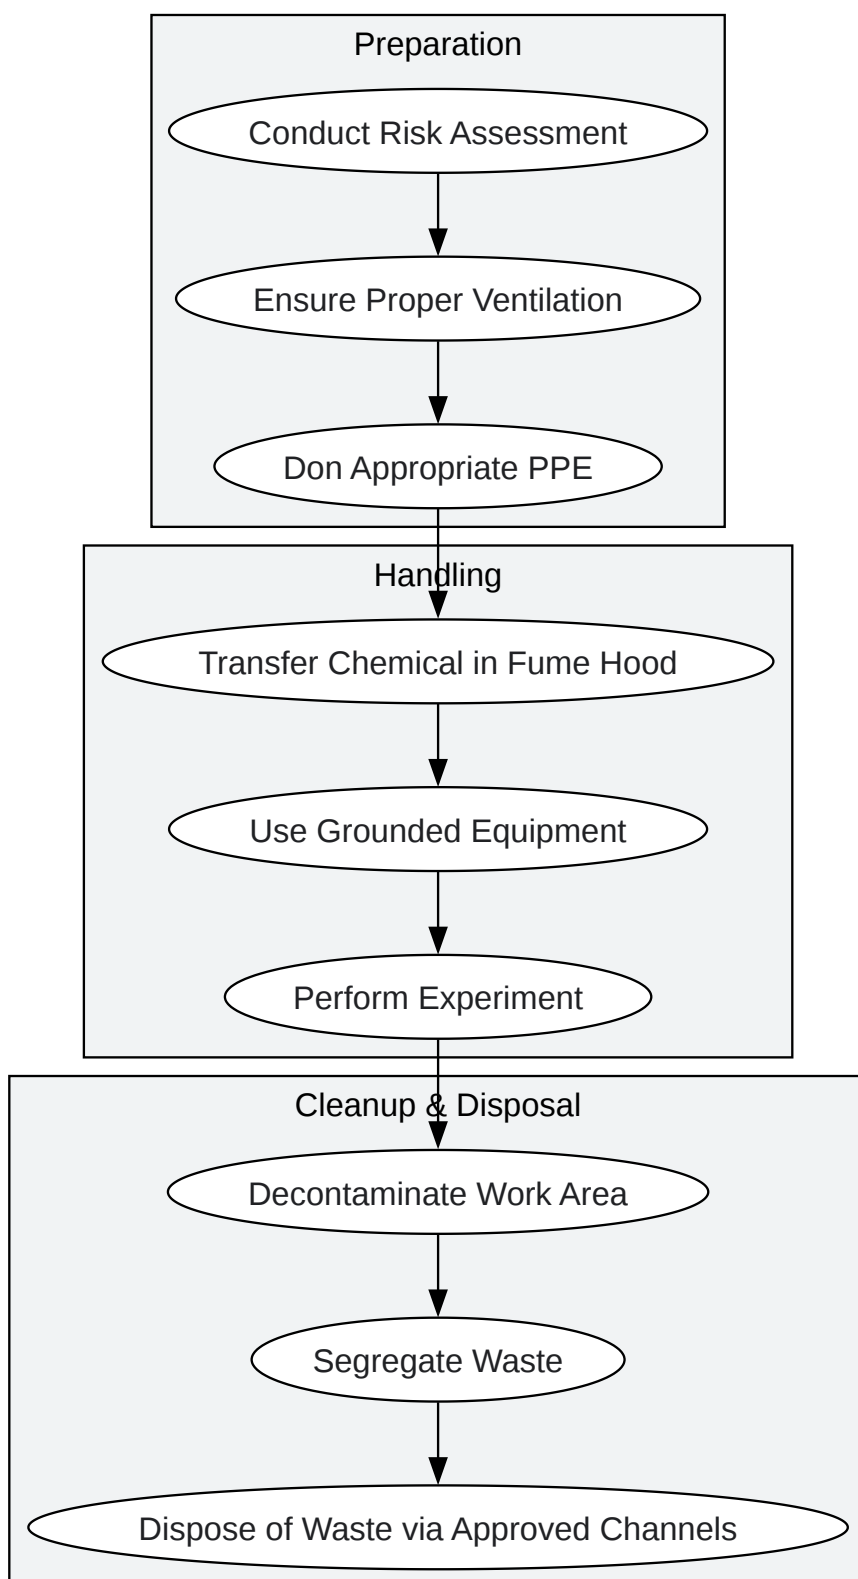 Preparation
Conduct Risk Assessment
Ensure Proper Ventilation
Don Appropriate PPE
Handling
Transfer Chemical in Fume Hood
Use Grounded Equipment
Perform Experiment
Cleanup & Disposal
Decontaminate Work Area
Segregate Waste
Dispose of Waste via Approved Channels